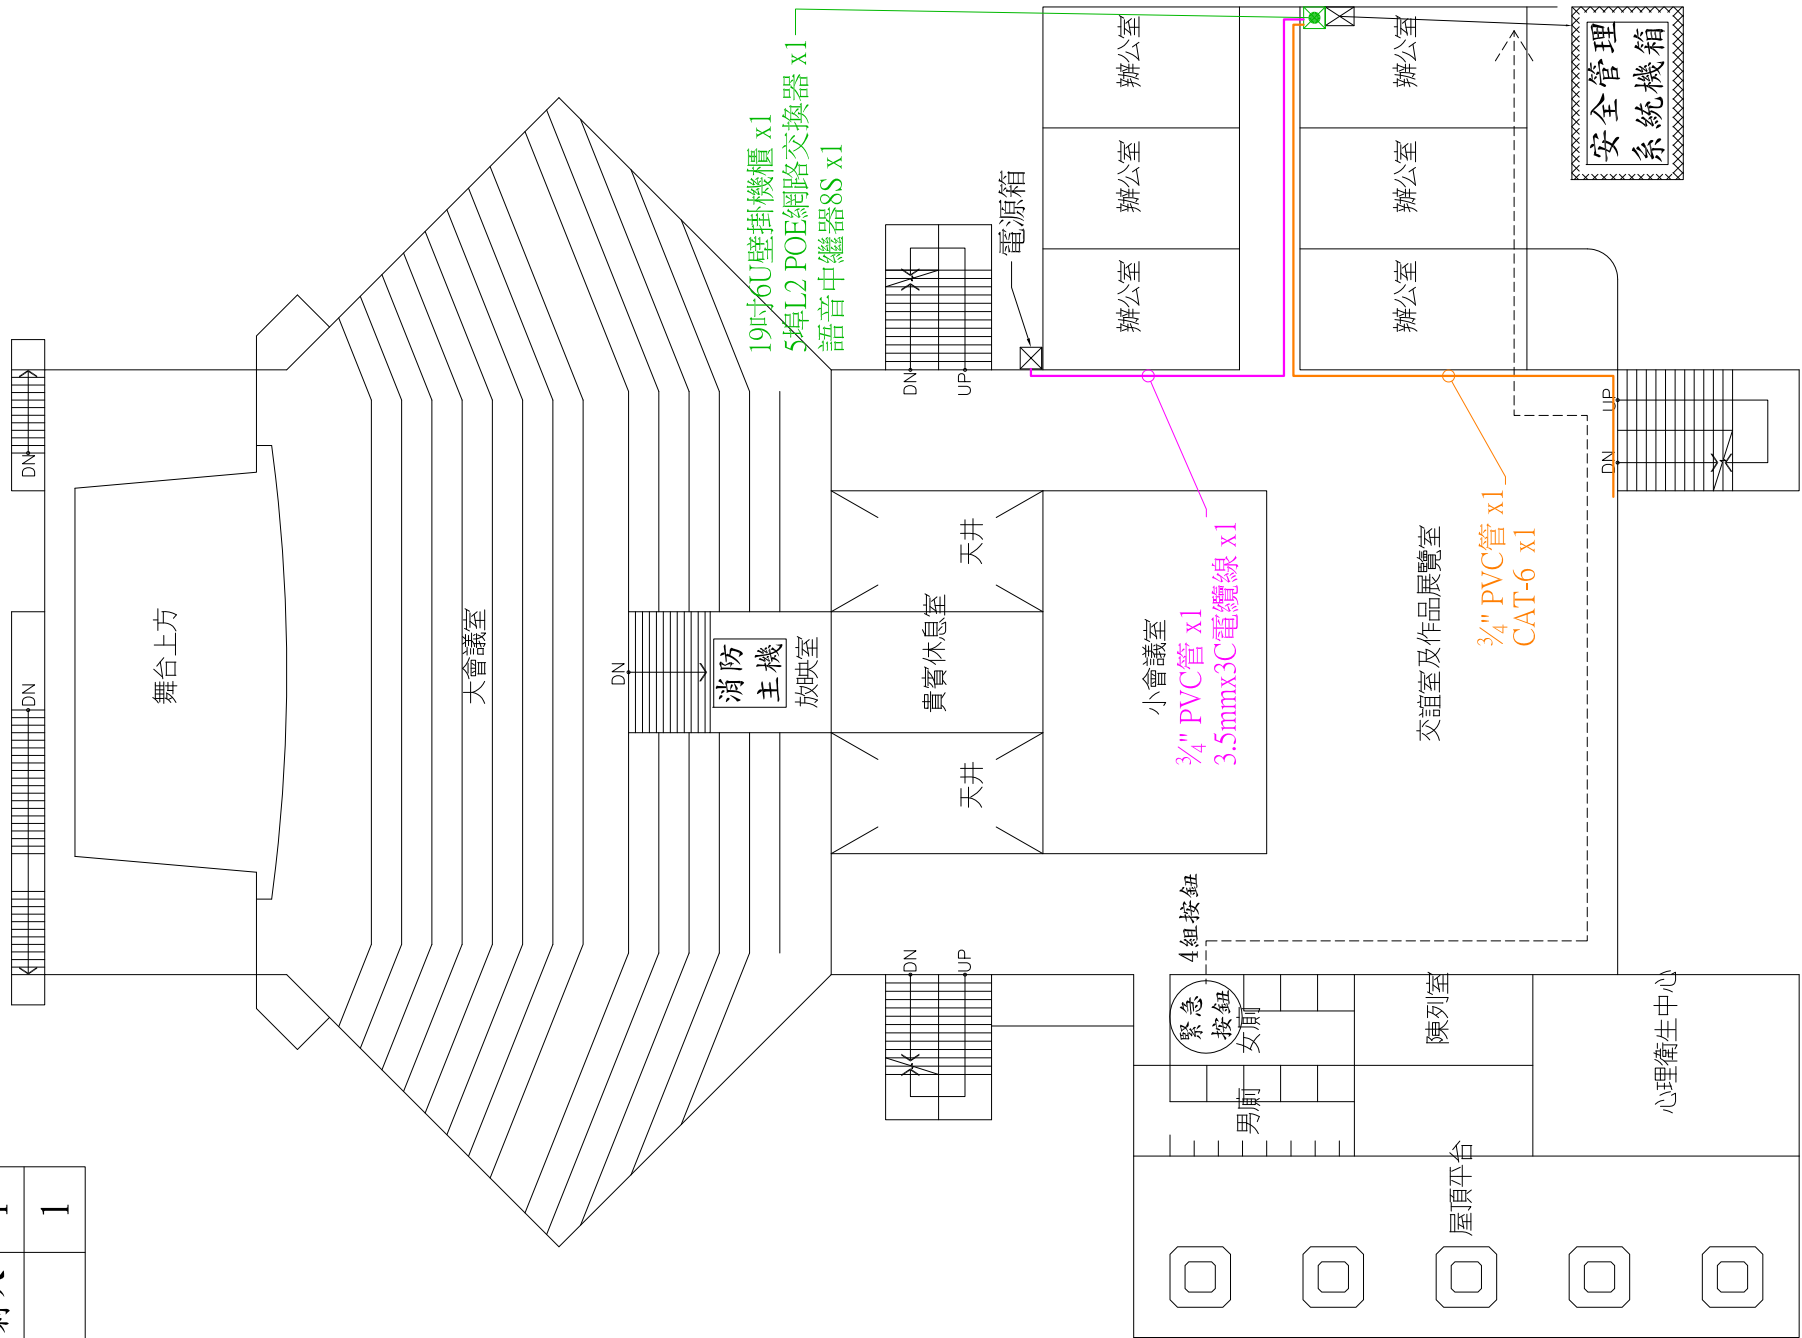 19吋6U壁掛機櫃 x1
5埠L2 POE網路交換器 x1
語音中繼器8S x1
電源箱
安全管理
系統機箱
辦公室
辦公室
辦公室
辦公室
辦公室
辦公室
DN
DN
舞台上方
大會議室
DN
消防
主機
放映室
貴賓休息室
天井
天井
DN
UP
DN
UP
小會議室
¾" PVC管 x1
3.5mmx3C電纜線 x1
交誼室及作品展覽室
¾" PVC管 x1
CAT-6 x1
UP
DN
4組按鈕
緊急
按鈕
女廁
男廁
陳列室
心理衛生中心
屋頂平台
1